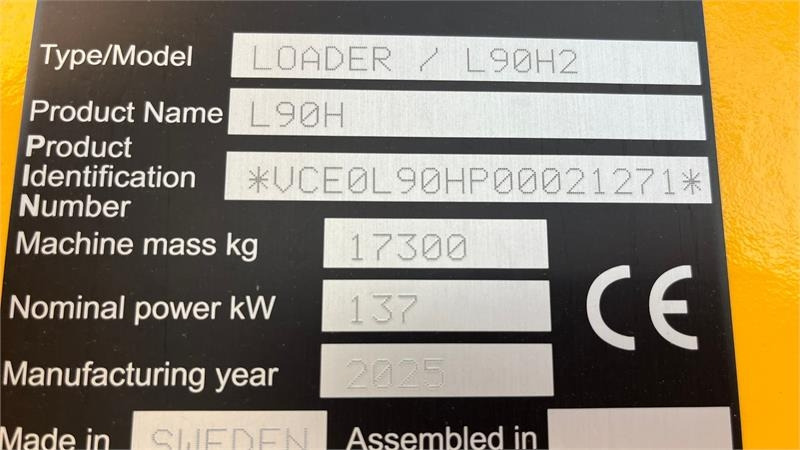 Type/Model LOADER / L90H2
Product Name L90H
Product
Identification *VCE0L90HP00021271*
Number
Machine mass kg 17300
Nominal power kW 137
CE
Manufacturing year 2025
Made in SWEDEN Assembled in